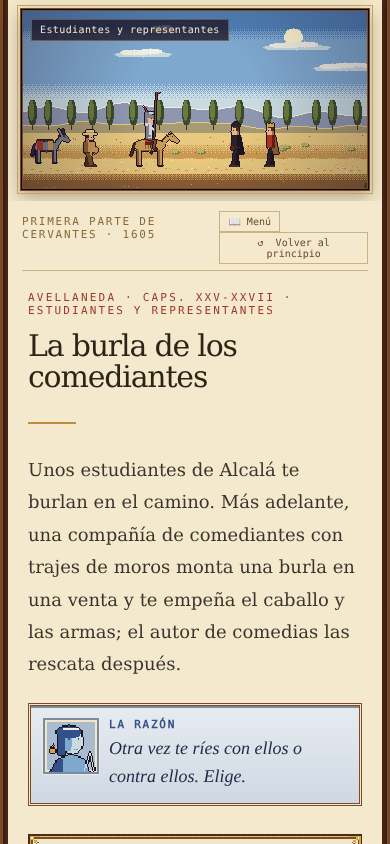 Estudiantes y representantes
PRIMERA PARTE DE
CERVANTES · 1605
📖 Menú
↺ Volver al
principio
AVELLANEDA · CAPS. XXV-XXVII ·
ESTUDIANTES Y REPRESENTANTES
La burla de los
comediantes
Unos estudiantes de Alcalá te
burlan en el camino. Más adelante,
una compañía de comediantes con
trajes de moros monta una burla en
una venta y te empeña el caballo y
las armas; el autor de comedias las
rescata después.
LA RAZÓN
Otra vez te ríes con ellos o
contra ellos. Elige.